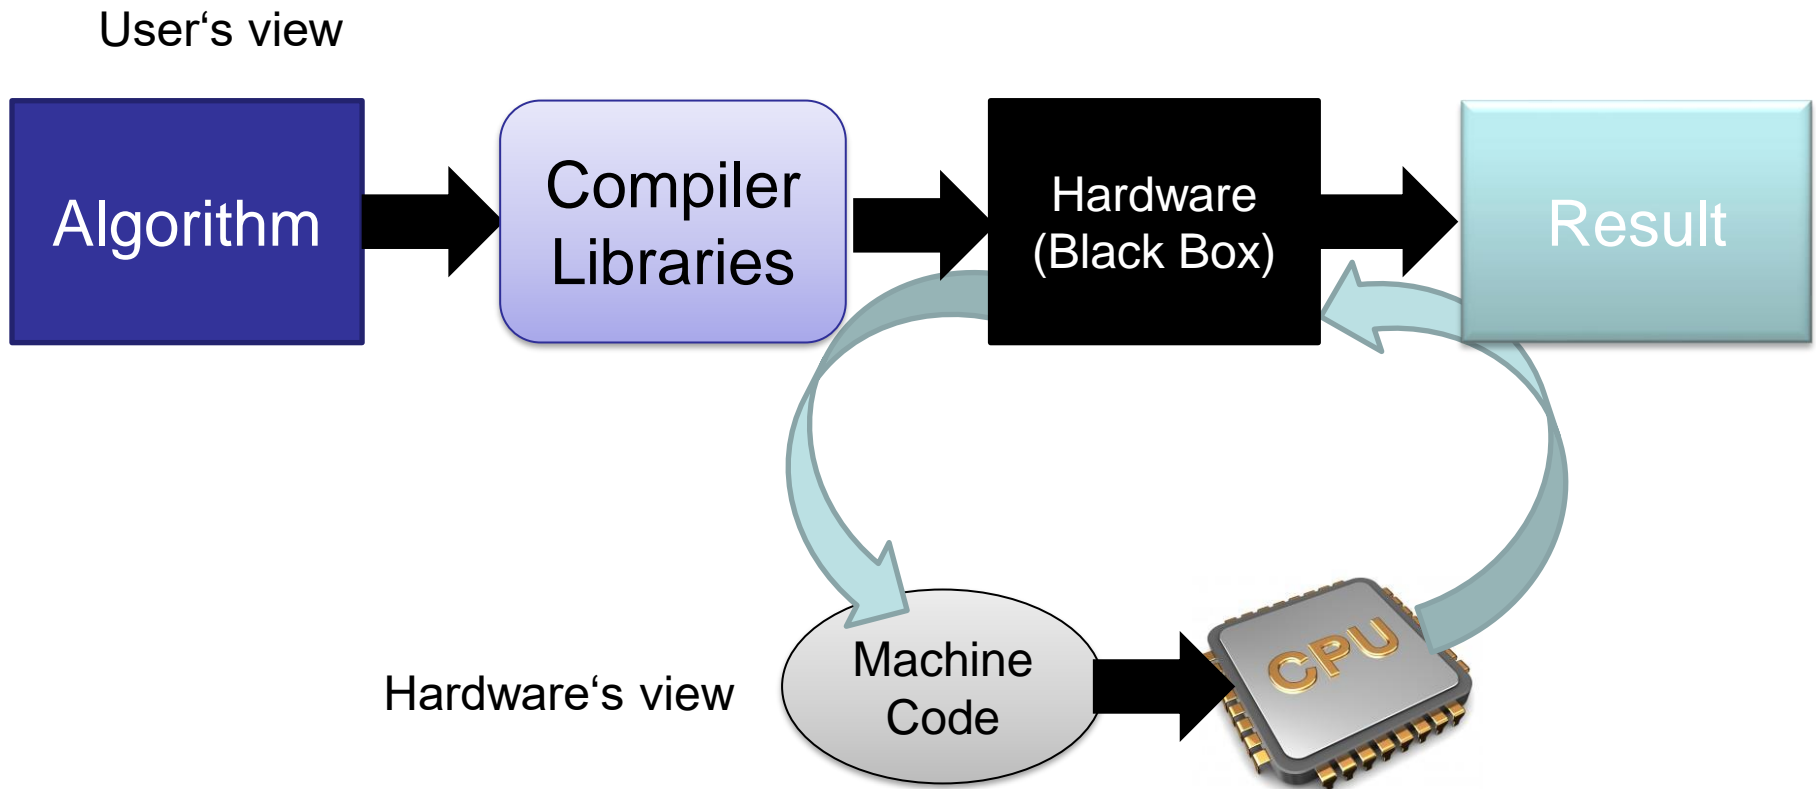 User‘s view
Algorithm
Compiler
Libraries
Hardware
(Black Box)
Result
Hardware‘s view
Machine
Code
CPU